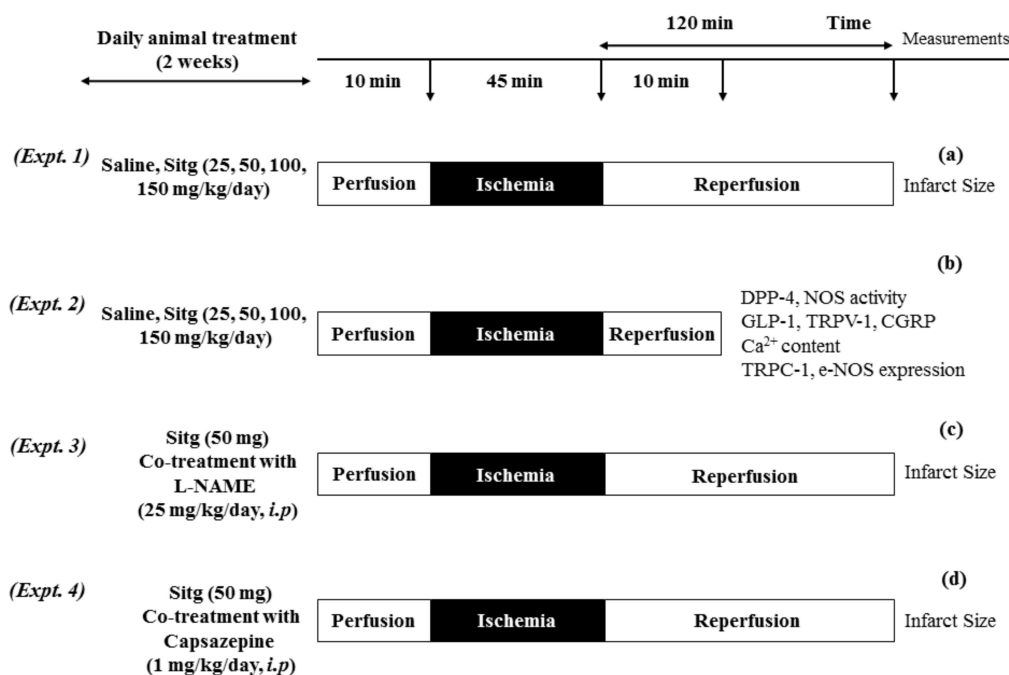 Daily animal treatment
(2 weeks)
120 min
Time
Measurements
10 min
45 min
10 min
(Expt. 1)
Saline, Sitg (25, 50, 100,
150 mg/kg/day)
Perfusion
Ischemia
Reperfusion
(a)
Infarct Size
(Expt. 2)
Saline, Sitg (25, 50, 100,
150 mg/kg/day)
Perfusion
Ischemia
Reperfusion
(b)
DPP-4, NOS activity
GLP-1, TRPV-1, CGRP
Ca²⁺ content
TRPC-1, e-NOS expression
(Expt. 3)
Sitg (50 mg)
Co-treatment with
L-NAME
(25 mg/kg/day, i.p)
Perfusion
Ischemia
Reperfusion
(c)
Infarct Size
(Expt. 4)
Sitg (50 mg)
Co-treatment with
Capsazepine
(1 mg/kg/day, i.p)
Perfusion
Ischemia
Reperfusion
(d)
Infarct Size